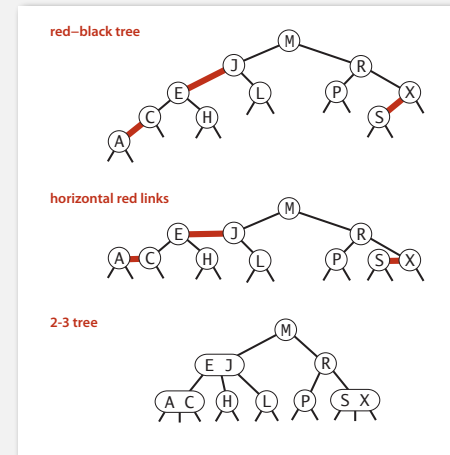 red–black tree
M
J R
E L P X
C H S
A
horizontal red links
M
E J R
A C H L P S X
2-3 tree
M
E J R
A C H L P S X